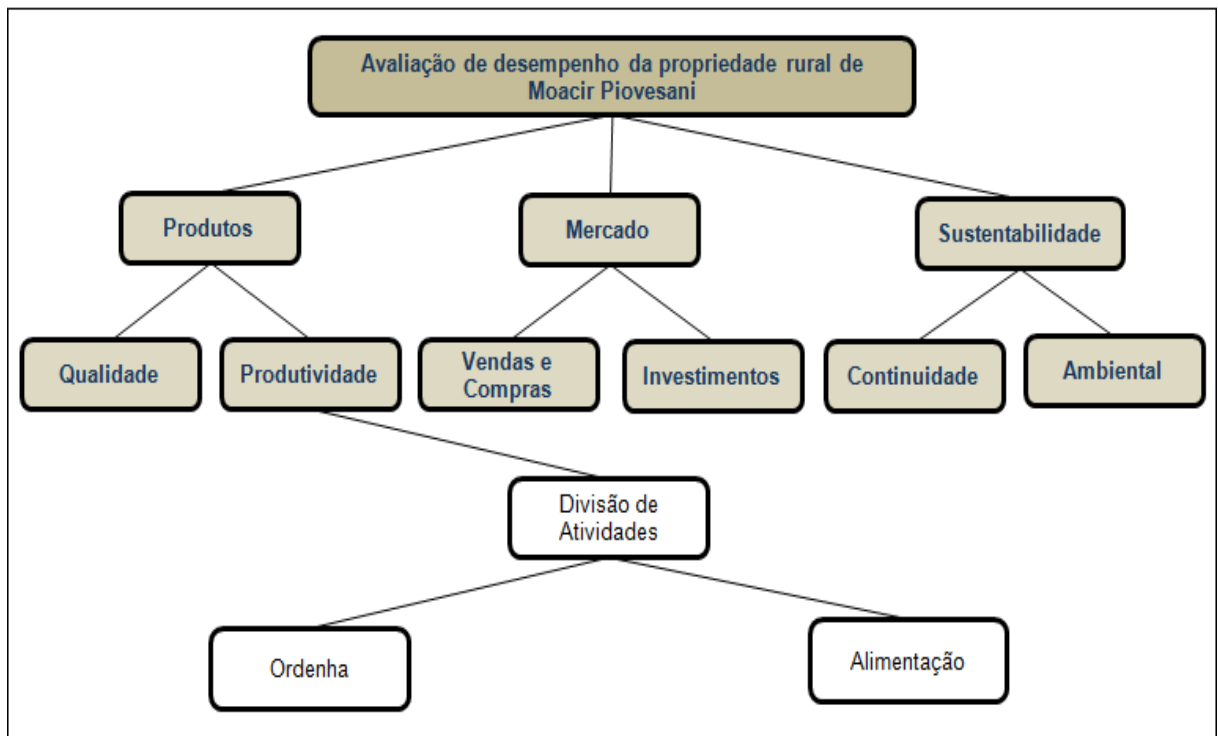 Avaliação de desempenho da propriedade rural de
Moacir Piovesani
Produtos
Mercado
Sustentabilidade
Qualidade
Produtividade
Vendas e
Compras
Investimentos
Continuidade
Ambiental
Divisão de
Atividades
Ordenha
Alimentação